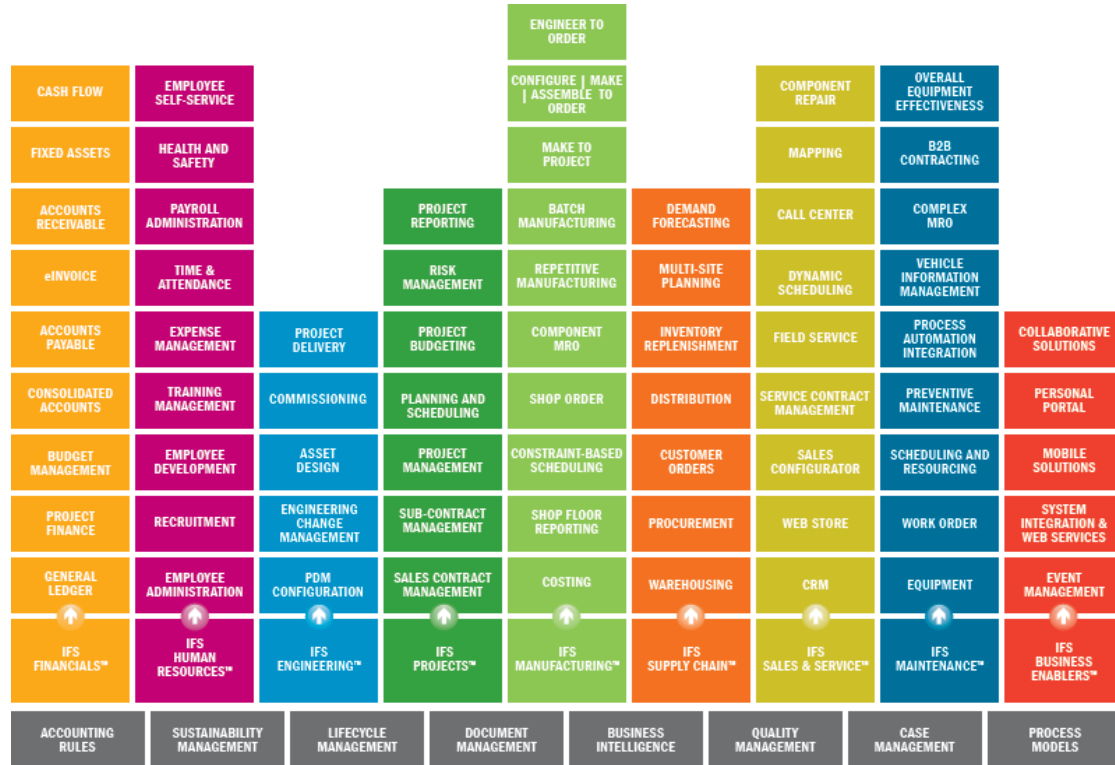 ENGINEER TO
ORDER
CASH FLOW
EMPLOYEE
SELF-SERVICE
CONFIGURE | MAKE
| ASSEMBLE TO
ORDER
COMPONENT
REPAIR
OVERALL
EQUIPMENT
EFFECTIVENESS
FIXED ASSETS
HEALTH AND
SAFETY
MAKE TO
PROJECT
MAPPING
B2B
CONTRACTING
ACCOUNTS
RECEIVABLE
PAYROLL
ADMINISTRATION
PROJECT
REPORTING
BATCH
MANUFACTURING
DEMAND
FORECASTING
CALL CENTER
COMPLEX
MRO
eINVOICE
TIME &
ATTENDANCE
RISK
MANAGEMENT
REPETITIVE
MANUFACTURING
MULTI-SITE
PLANNING
DYNAMIC
SCHEDULING
VEHICLE
INFORMATION
MANAGEMENT
ACCOUNTS
PAYABLE
EXPENSE
MANAGEMENT
PROJECT
DELIVERY
PROJECT
BUDGETING
COMPONENT
MRO
INVENTORY
REPLENISHMENT
FIELD SERVICE
PROCESS
AUTOMATION
INTEGRATION
COLLABORATIVE
SOLUTIONS
CONSOLIDATED
ACCOUNTS
TRAINING
MANAGEMENT
COMMISSIONING
PLANNING AND
SCHEDULING
SHOP ORDER
DISTRIBUTION
SERVICE CONTRACT
MANAGEMENT
PREVENTIVE
MAINTENANCE
PERSONAL
PORTAL
BUDGET
MANAGEMENT
EMPLOYEE
DEVELOPMENT
ASSET
DESIGN
PROJECT
MANAGEMENT
CONSTRAINT-BASED
SCHEDULING
CUSTOMER
ORDERS
SALES
CONFIGURATOR
SCHEDULING AND
RESOURCING
MOBILE
SOLUTIONS
PROJECT
FINANCE
RECRUITMENT
ENGINEERING
CHANGE
MANAGEMENT
SUB-CONTRACT
MANAGEMENT
SHOP FLOOR
REPORTING
PROCUREMENT
WEB STORE
WORK ORDER
SYSTEM
INTEGRATION &
WEB SERVICES
GENERAL
LEDGER
EMPLOYEE
ADMINISTRATION
PDM
CONFIGURATION
SALES CONTRACT
MANAGEMENT
COSTING
WAREHOUSING
CRM
EQUIPMENT
EVENT
MANAGEMENT
IFS
FINANCIALS™
IFS
HUMAN
RESOURCES™
IFS
ENGINEERING™
IFS
PROJECTS™
IFS
MANUFACTURING™
IFS
SUPPLY CHAIN™
IFS
SALES & SERVICE™
IFS
MAINTENANCE™
IFS
BUSINESS
ENABLERS™
ACCOUNTING
RULES
SUSTAINABILITY
MANAGEMENT
LIFECYCLE
MANAGEMENT
DOCUMENT
MANAGEMENT
BUSINESS
INTELLIGENCE
QUALITY
MANAGEMENT
CASE
MANAGEMENT
PROCESS
MODELS